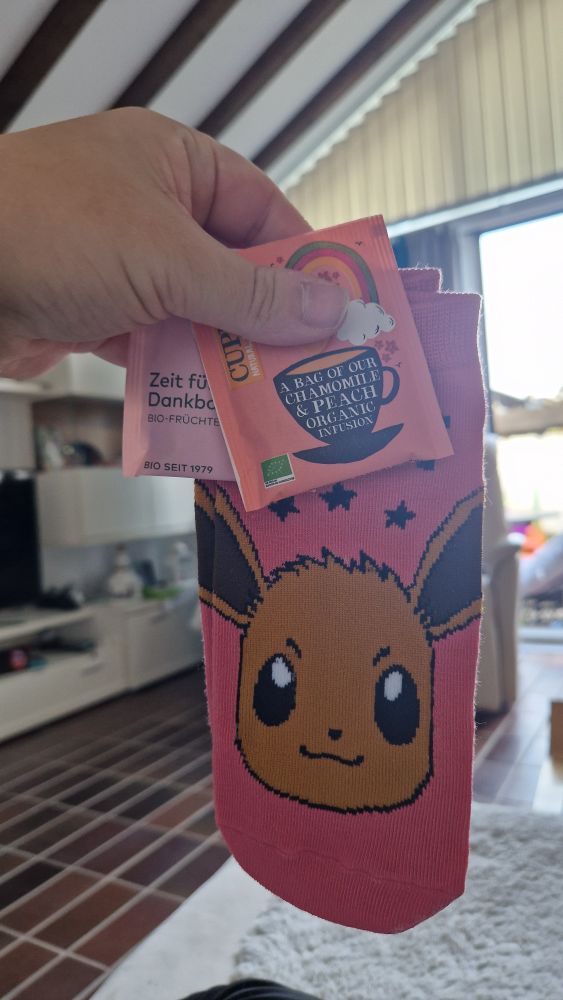 Zeit fü
Dankba
BIO-FRÜCHTE
BIO SEIT 1979
CUP
A BAG OF OUR
CHAMOMILE
& PEACH
ORGANIC
INFUSION